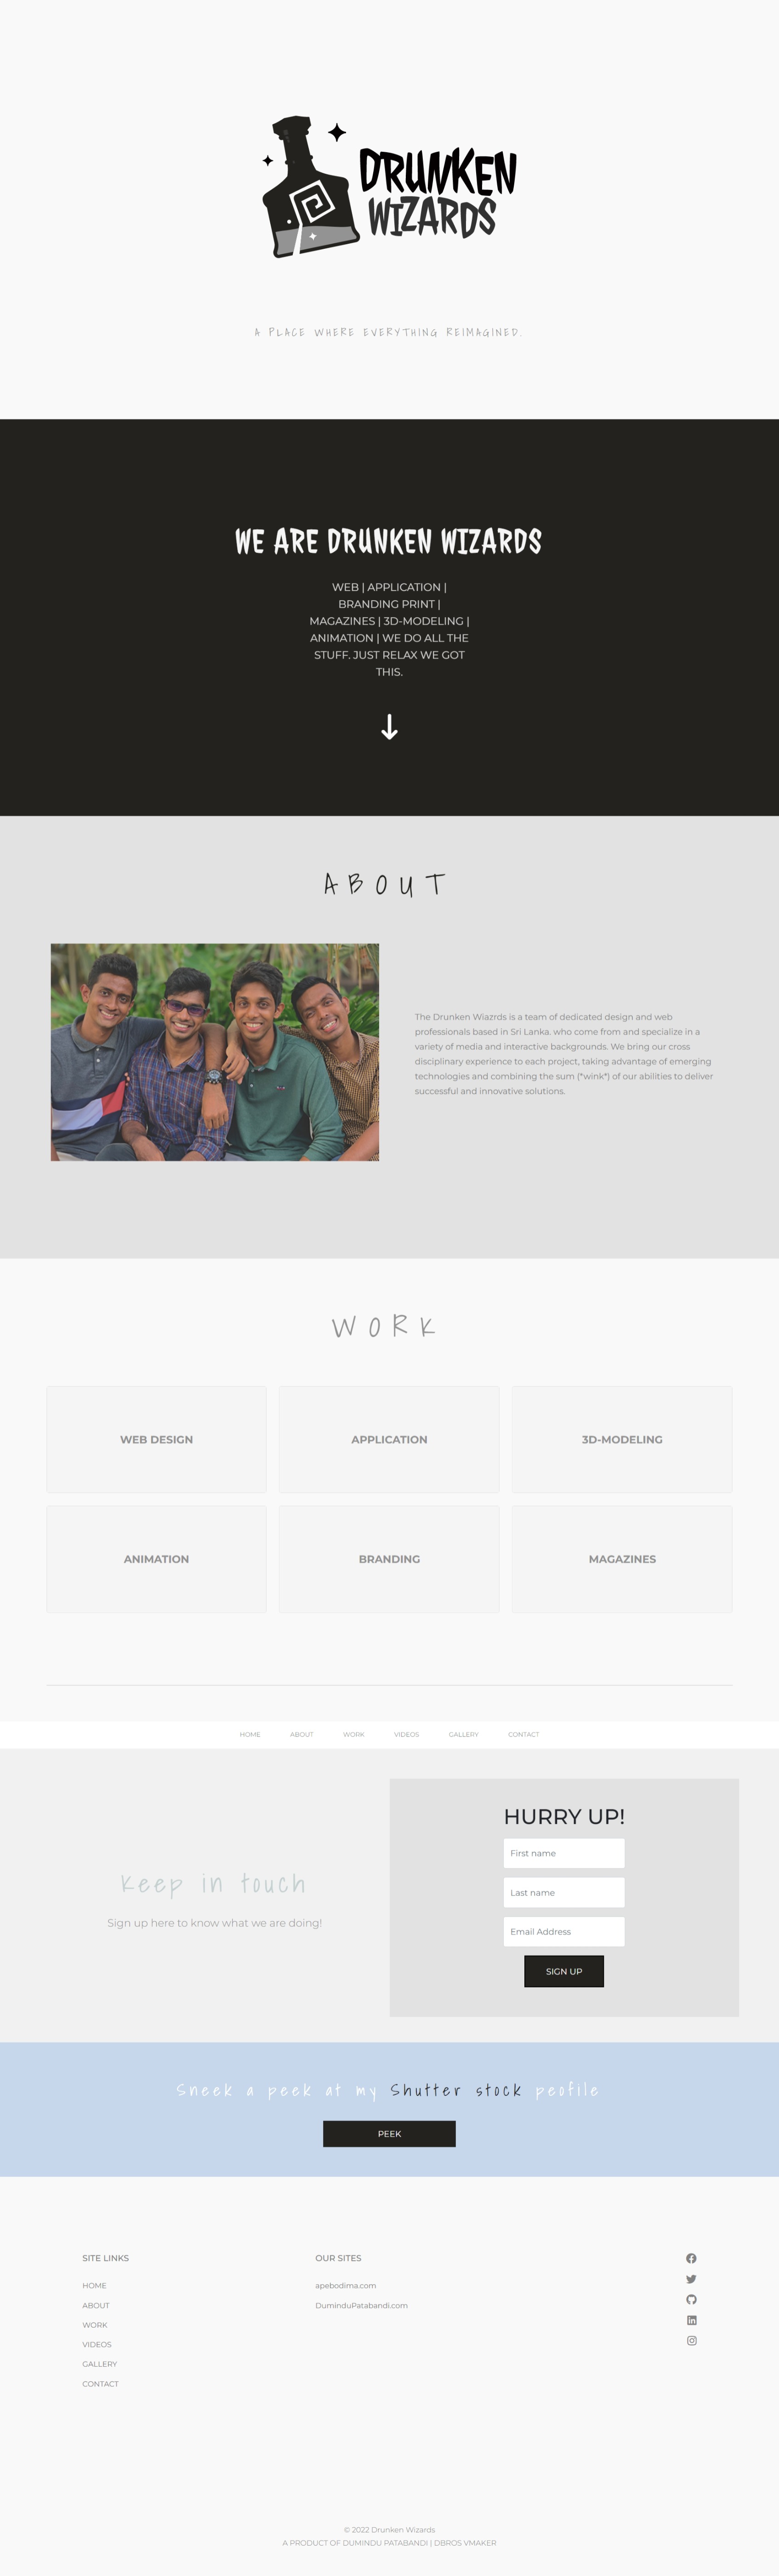 DRUNKEN
WIZARDS
A PLACE WHERE EVERYTHING REIMAGINED.
WE ARE DRUNKEN WIZARDS
WEB | APPLICATION |
BRANDING PRINT |
MAGAZINES | 3D-MODELING |
ANIMATION | WE DO ALL THE
STUFF. JUST RELAX WE GOT
THIS.
ABOUT
The Drunken Wiazrds is a team of dedicated design and web
professionals based in Sri Lanka. who come from and specialize in a
variety of media and interactive backgrounds. We bring our cross
disciplinary experience to each project, taking advantage of emerging
technologies and combining the sum (*wink*) of our abilities to deliver
successful and innovative solutions.
WORK
WEB DESIGN
APPLICATION
3D-MODELING
ANIMATION
BRANDING
MAGAZINES
HOME ABOUT WORK VIDEOS GALLERY CONTACT
Keep in touch
Sign up here to know what we are doing!
HURRY UP!
First name
Last name
Email Address
SIGN UP
Sneek a peek at my Shutter stock peofile
PEEK
SITE LINKS
HOME
ABOUT
WORK
VIDEOS
GALLERY
CONTACT
OUR SITES
apebodima.com
DuminduPatabandi.com
© 2022 Drunken Wizards
A PRODUCT OF DUMINDU PATABANDI | DBROS VMAKER